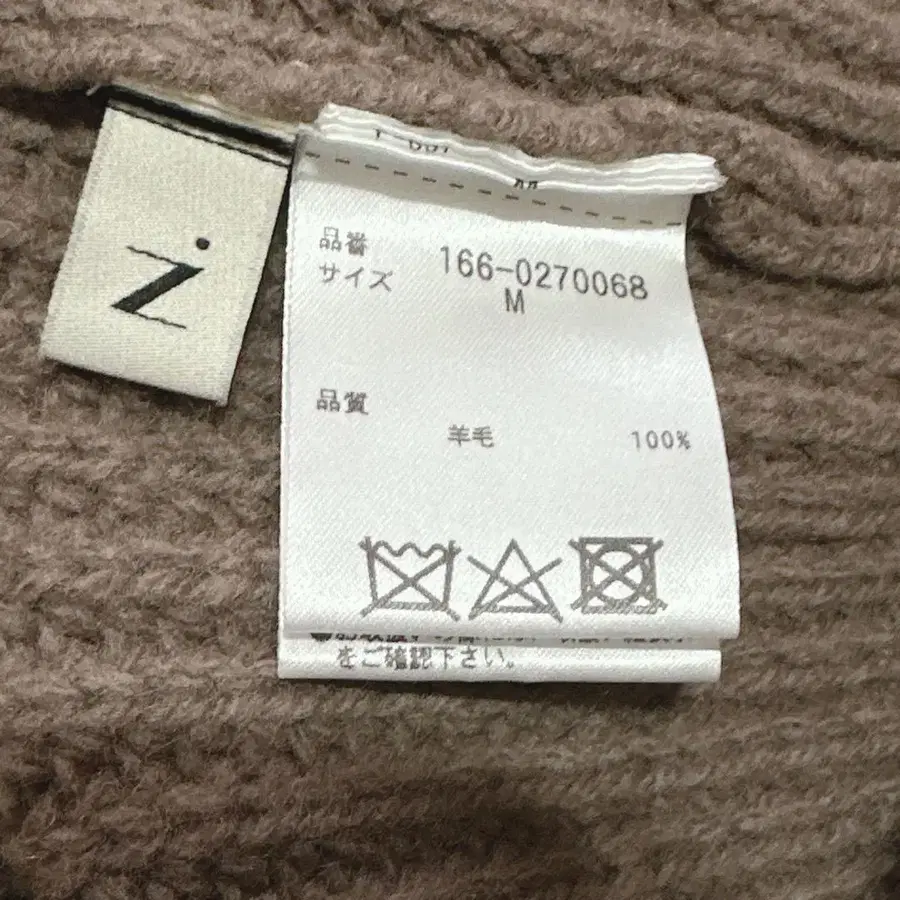 Z
品番 166-0270068
サイズ M
品質
羊毛 100%
をご確認下さい。